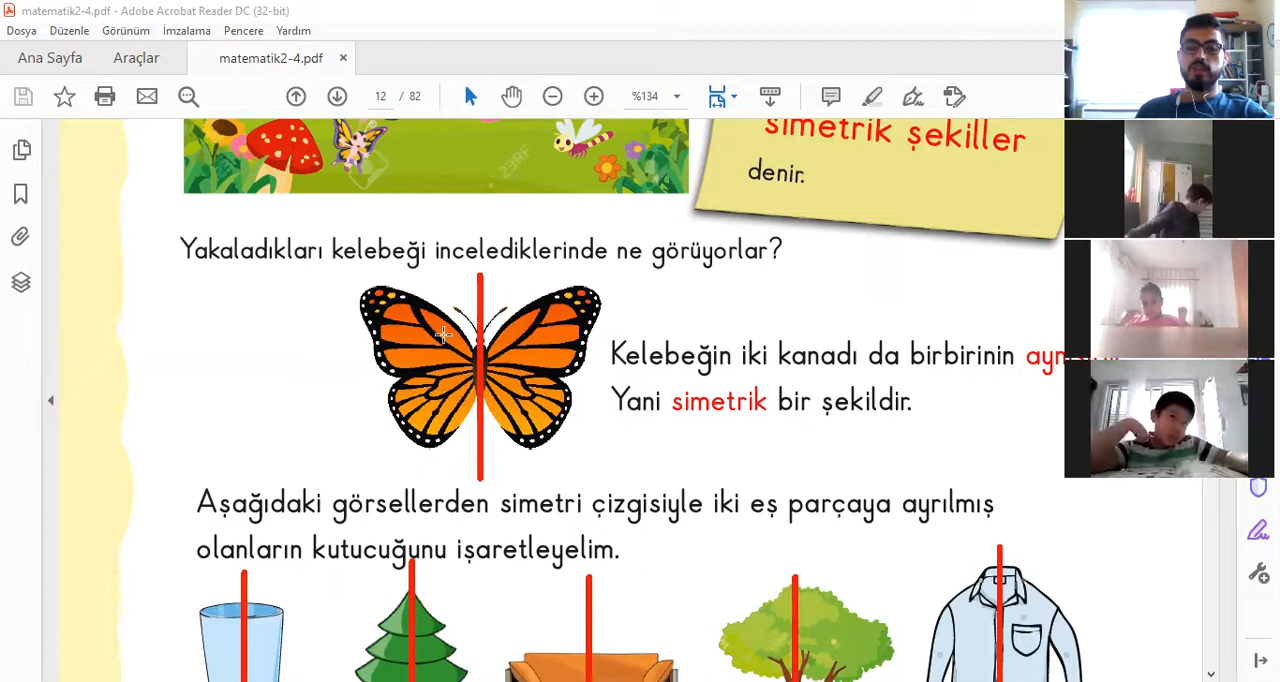 matematik2-4.pdf - Adobe Acrobat Reader DC (32-bit)
Dosya Düzenle Görünüm İmzalama Pencere Yardım
Ana Sayfa Araçlar matematik2-4.pdf ×
12 / 82 %134
simetrik şekiller
denir.
123RF
Yakaladıkları kelebeği incelediklerinde ne görüyorlar?
Kelebeğin iki kanadı da birbirinin
Yani simetrik bir şekildir.
Aşağıdaki görsellerden simetri çizgisiyle iki eş parçaya ayrılmış
olanların kutucuğunu işaretleyelim.